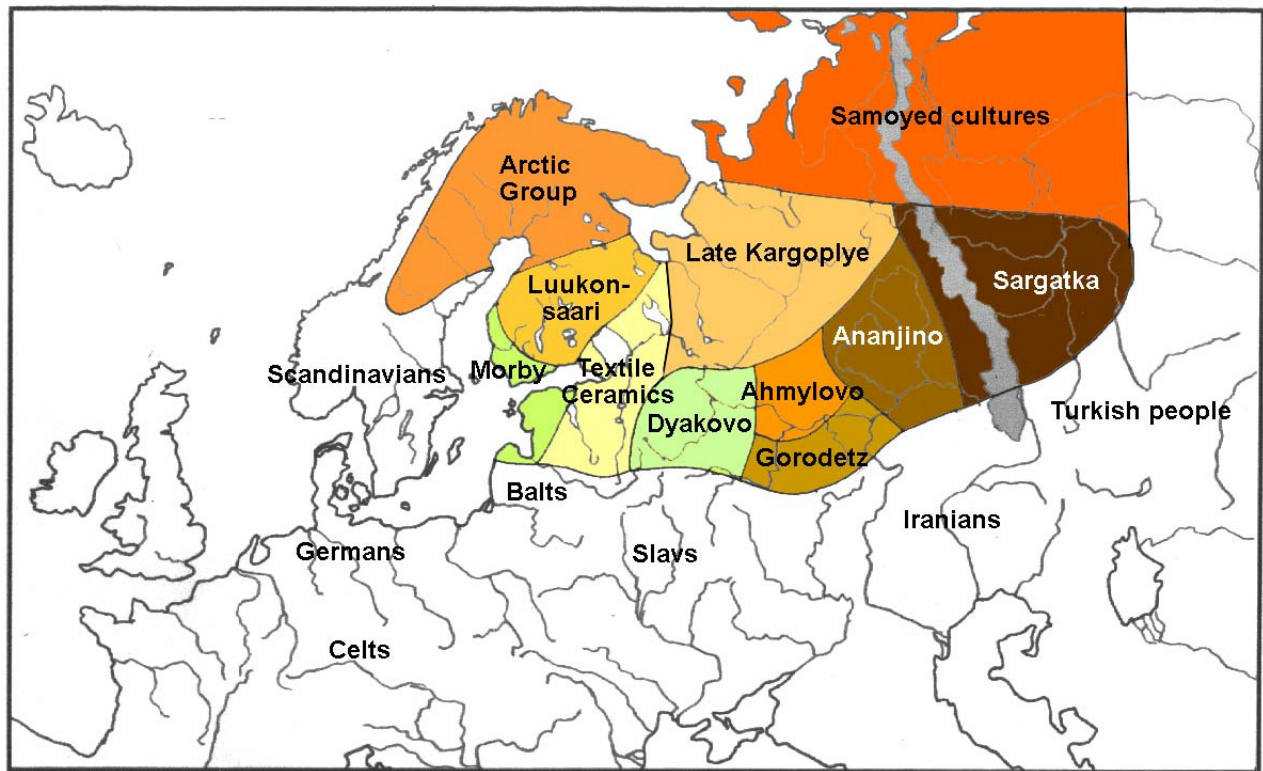 Samoyed cultures
Arctic
Group
Late Kargoplye
Luukon-
saari
Sargatka
Ananjino
Scandinavians
Morby
Textile
Ceramics
Ahmylovo
Dyakovo
Turkish people
Gorodetz
Balts
Iranians
Germans
Slavs
Celts